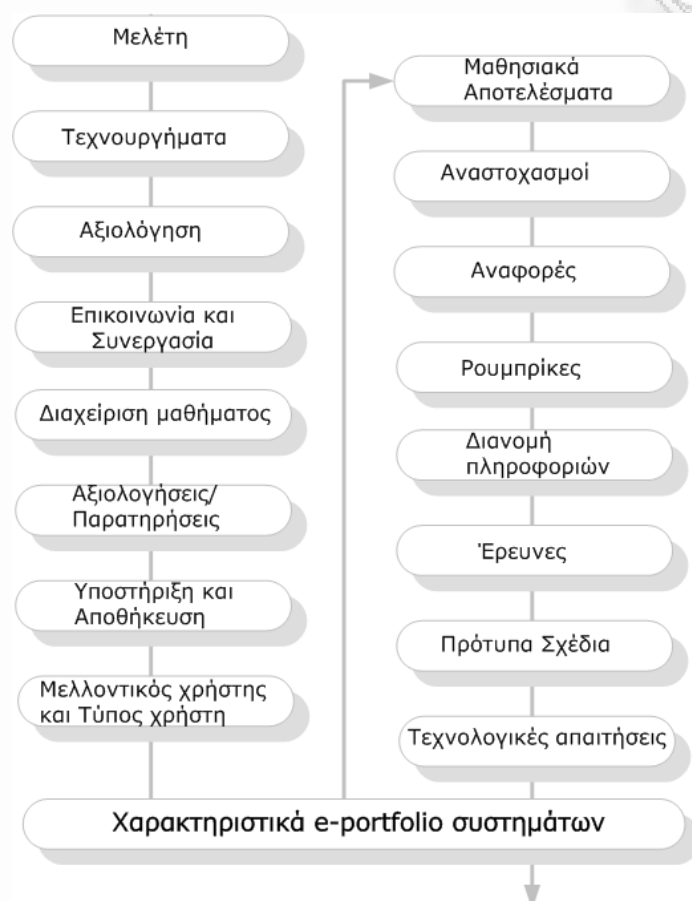 Μελέτη
Τεχνουργήματα
Αξιολόγηση
Επικοινωνία και
Συνεργασία
Διαχείριση μαθήματος
Αξιολογήσεις/
Παρατηρήσεις
Υποστήριξη και
Αποθήκευση
Μελλοντικός χρήστης
και Τύπος χρήστη
Μαθησιακά
Αποτελέσματα
Αναστοχασμοί
Αναφορές
Ρουμπρίκες
Διανομή
πληροφοριών
Έρευνες
Πρότυπα Σχέδια
Τεχνολογικές απαιτήσεις
Χαρακτηριστικά e-portfolio συστημάτων